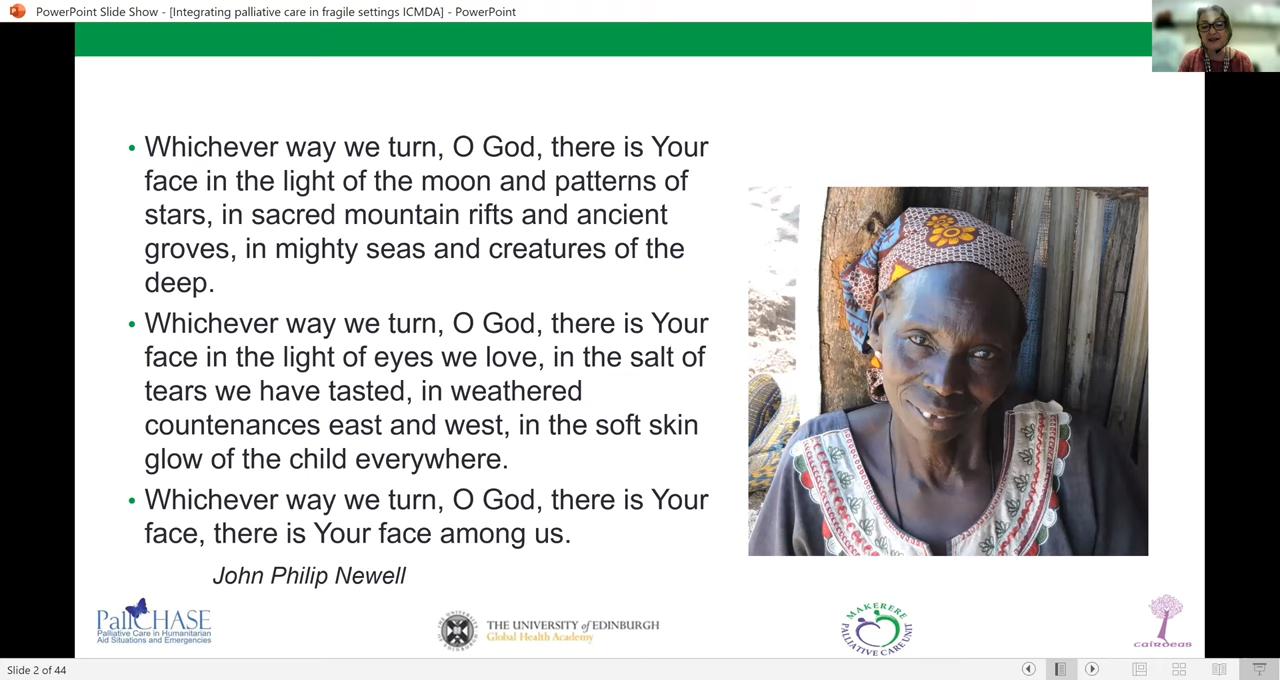 PowerPoint Slide Show - [Integrating palliative care in fragile settings ICMDA] - PowerPoint
• Whichever way we turn, O God, there is Your
face in the light of the moon and patterns of
stars, in sacred mountain rifts and ancient
groves, in mighty seas and creatures of the
deep.
• Whichever way we turn, O God, there is Your
face in the light of eyes we love, in the salt of
tears we have tasted, in weathered
countenances east and west, in the soft skin
glow of the child everywhere.
• Whichever way we turn, O God, there is Your
face, there is Your face among us.
John Philip Newell
PallCHASE
Palliative Care in Humanitarian
Aid Situations and Emergencies
THE UNIVERSITY of EDINBURGH
Global Health Academy
MAKERERE
PALLIATIVE CARE UNIT
cairdeas
Slide 2 of 44